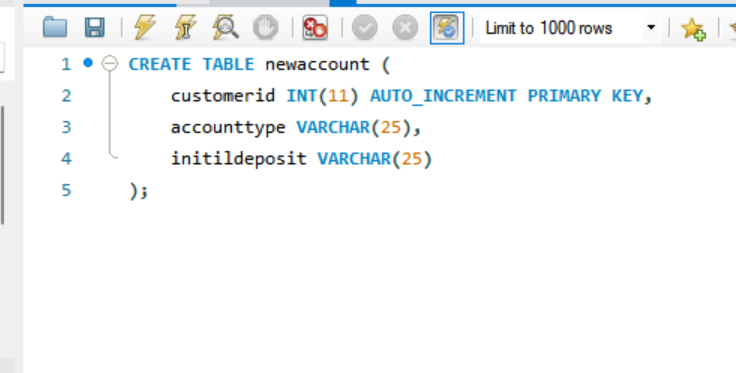 Limit to 1000 rows
1 CREATE TABLE newaccount (
2 customerid INT(11) AUTO_INCREMENT PRIMARY KEY,
3 accounttype VARCHAR(25),
4 initildeposit VARCHAR(25)
5 );